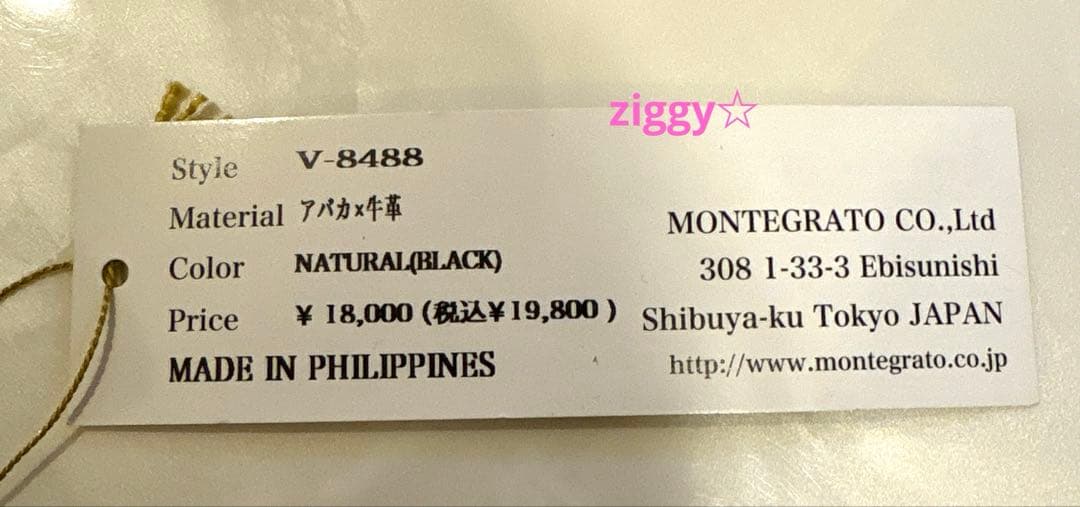 ziggy☆
Style V-8488
Material アバカ×牛革
Color NATURAL(BLACK)
Price ¥ 18,000 (税込¥19,800 )
MADE IN PHILIPPINES
MONTEGRATO CO.,Ltd
308 1-33-3 Ebisunishi
Shibuya-ku Tokyo JAPAN
http://www.montegrato.co.jp